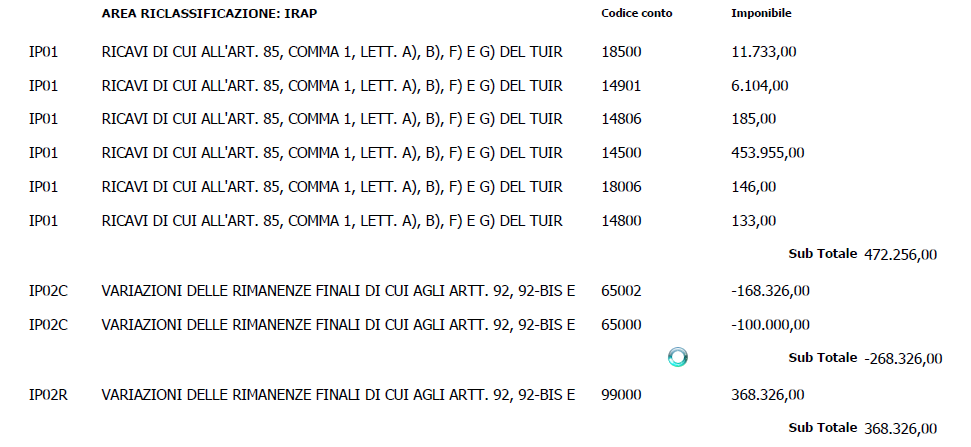 AREA RICLASSIFICAZIONE: IRAP Codice conto Imponibile
IP01 RICAVI DI CUI ALL'ART. 85, COMMA 1, LETT. A), B), F) E G) DEL TUIR 18500 11.733,00
IP01 RICAVI DI CUI ALL'ART. 85, COMMA 1, LETT. A), B), F) E G) DEL TUIR 14901 6.104,00
IP01 RICAVI DI CUI ALL'ART. 85, COMMA 1, LETT. A), B), F) E G) DEL TUIR 14806 185,00
IP01 RICAVI DI CUI ALL'ART. 85, COMMA 1, LETT. A), B), F) E G) DEL TUIR 14500 453.955,00
IP01 RICAVI DI CUI ALL'ART. 85, COMMA 1, LETT. A), B), F) E G) DEL TUIR 18006 146,00
IP01 RICAVI DI CUI ALL'ART. 85, COMMA 1, LETT. A), B), F) E G) DEL TUIR 14800 133,00
Sub Totale 472.256,00
IP02C VARIAZIONI DELLE RIMANENZE FINALI DI CUI AGLI ARTT. 92, 92-BIS E 65002 -168.326,00
IP02C VARIAZIONI DELLE RIMANENZE FINALI DI CUI AGLI ARTT. 92, 92-BIS E 65000 -100.000,00
Sub Totale -268.326,00
IP02R VARIAZIONI DELLE RIMANENZE FINALI DI CUI AGLI ARTT. 92, 92-BIS E 99000 368.326,00
Sub Totale 368.326,00